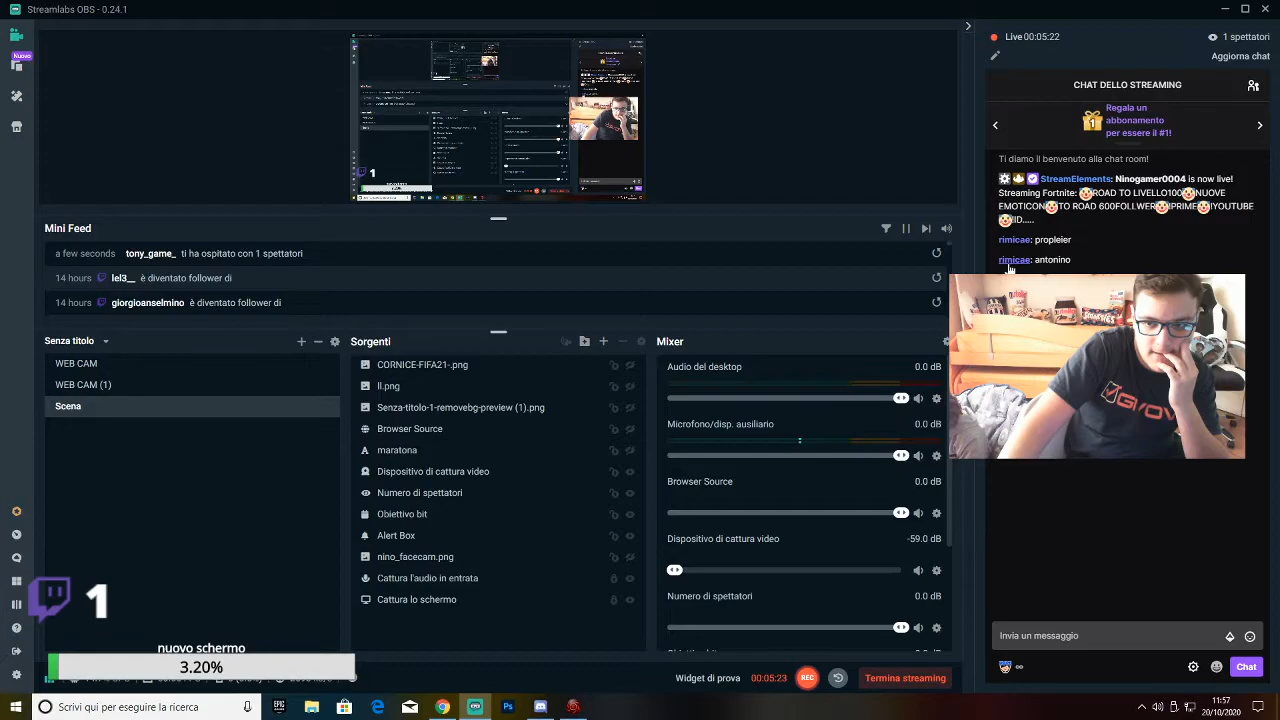 Streamlabs OBS - 0.24.1
Nuovo
1
Live 00:05:22
1 spettatori
Aggiorna chat
CHAT DELLO STREAMING
Regala un
abbonamento
per essere il #1!
1
Ti diamo il benvenuto alla chat room!
StreamElements: Ninogamer0004 is now live!
Streaming Fortnite: ROAD TO LIVELLO100 NUOVE
EMOTICON TO ROAD 600FOLLWER !PRIME !YOUTUBE
!ID.....
rimicae: propleier
rimicae: antonino
Mini Feed
a few seconds tony_game_ ti ha ospitato con 1 spettatori
14 hours lel3__ è diventato follower di
14 hours giorgioanselmino è diventato follower di
Senza titolo
WEB CAM
WEB CAM (1)
Scena
Sorgenti
CORNICE-FIFA21-.png
ll.png
Senza-titolo-1-removebg-preview (1).png
Browser Source
maratona
Dispositivo di cattura video
Numero di spettatori
Obiettivo bit
Alert Box
nino_facecam.png
Cattura l'audio in entrata
Cattura lo schermo
Mixer
Audio del desktop 0.0 dB
Microfono/disp. ausiliario 0.0 dB
Browser Source 0.0 dB
Dispositivo di cattura video -59.0 dB
Numero di spettatori 0.0 dB
nutella
GIVOVA
1
nuovo schermo
3.20%
Invia un messaggio
Chat
Widget di prova
00:05:23
REC
Termina streaming
Scrivi qui per eseguire la ricerca
EPIC
Ps
11:57
20/10/2020